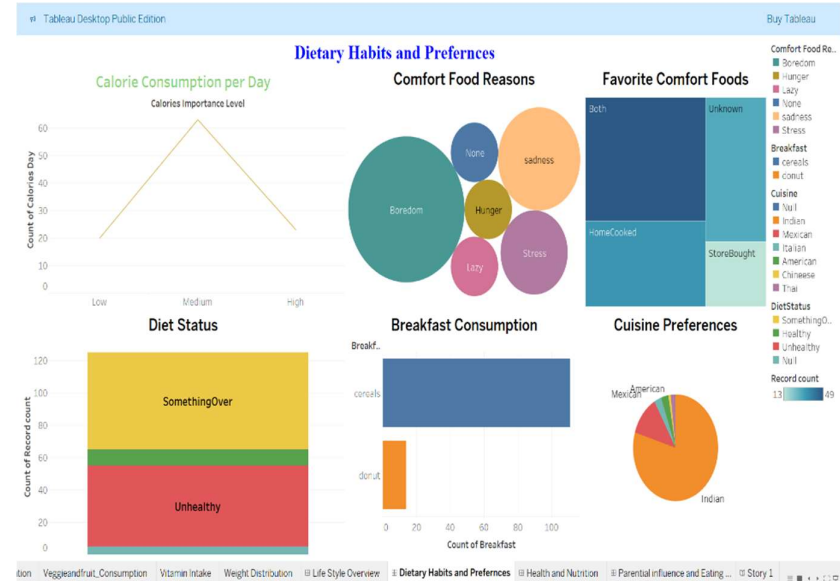 Tableau Desktop Public Edition
Buy Tableau
Dietary Habits and Prefernces
Calorie Consumption per Day
Calories Importance Level
Count of Calories Day
60
50
40
30
20
10
0
Low
Medium
High
Comfort Food Reasons
None
sadness
Boredom
Hunger
Lazy
Stress
Favorite Comfort Foods
Both
Unknown
HomeCooked
StoreBought
Comfort Food Re..
Boredom
Hunger
Lazy
None
sadness
Stress
Breakfast
cereals
donut
Cuisine
Null
Indian
Mexican
Italian
American
Chineese
Thai
DietStatus
SomethingO..
Healthy
Unhealthy
Null
Record count
13 49
Diet Status
Count of Record count
120
100
80
60
40
20
0
SomethingOver
Unhealthy
Breakfast Consumption
Breakf..
cereals
donut
0 20 40 60 80 100
Count of Breakfast
Cuisine Preferences
American
Mexican
Indian
tion Veggieandfruit_Consumption Vitamin Intake Weight Distribution Life Style Overview Dietary Habits and Prefernces Health and Nutrition Parential influence and Eating ... Story 1